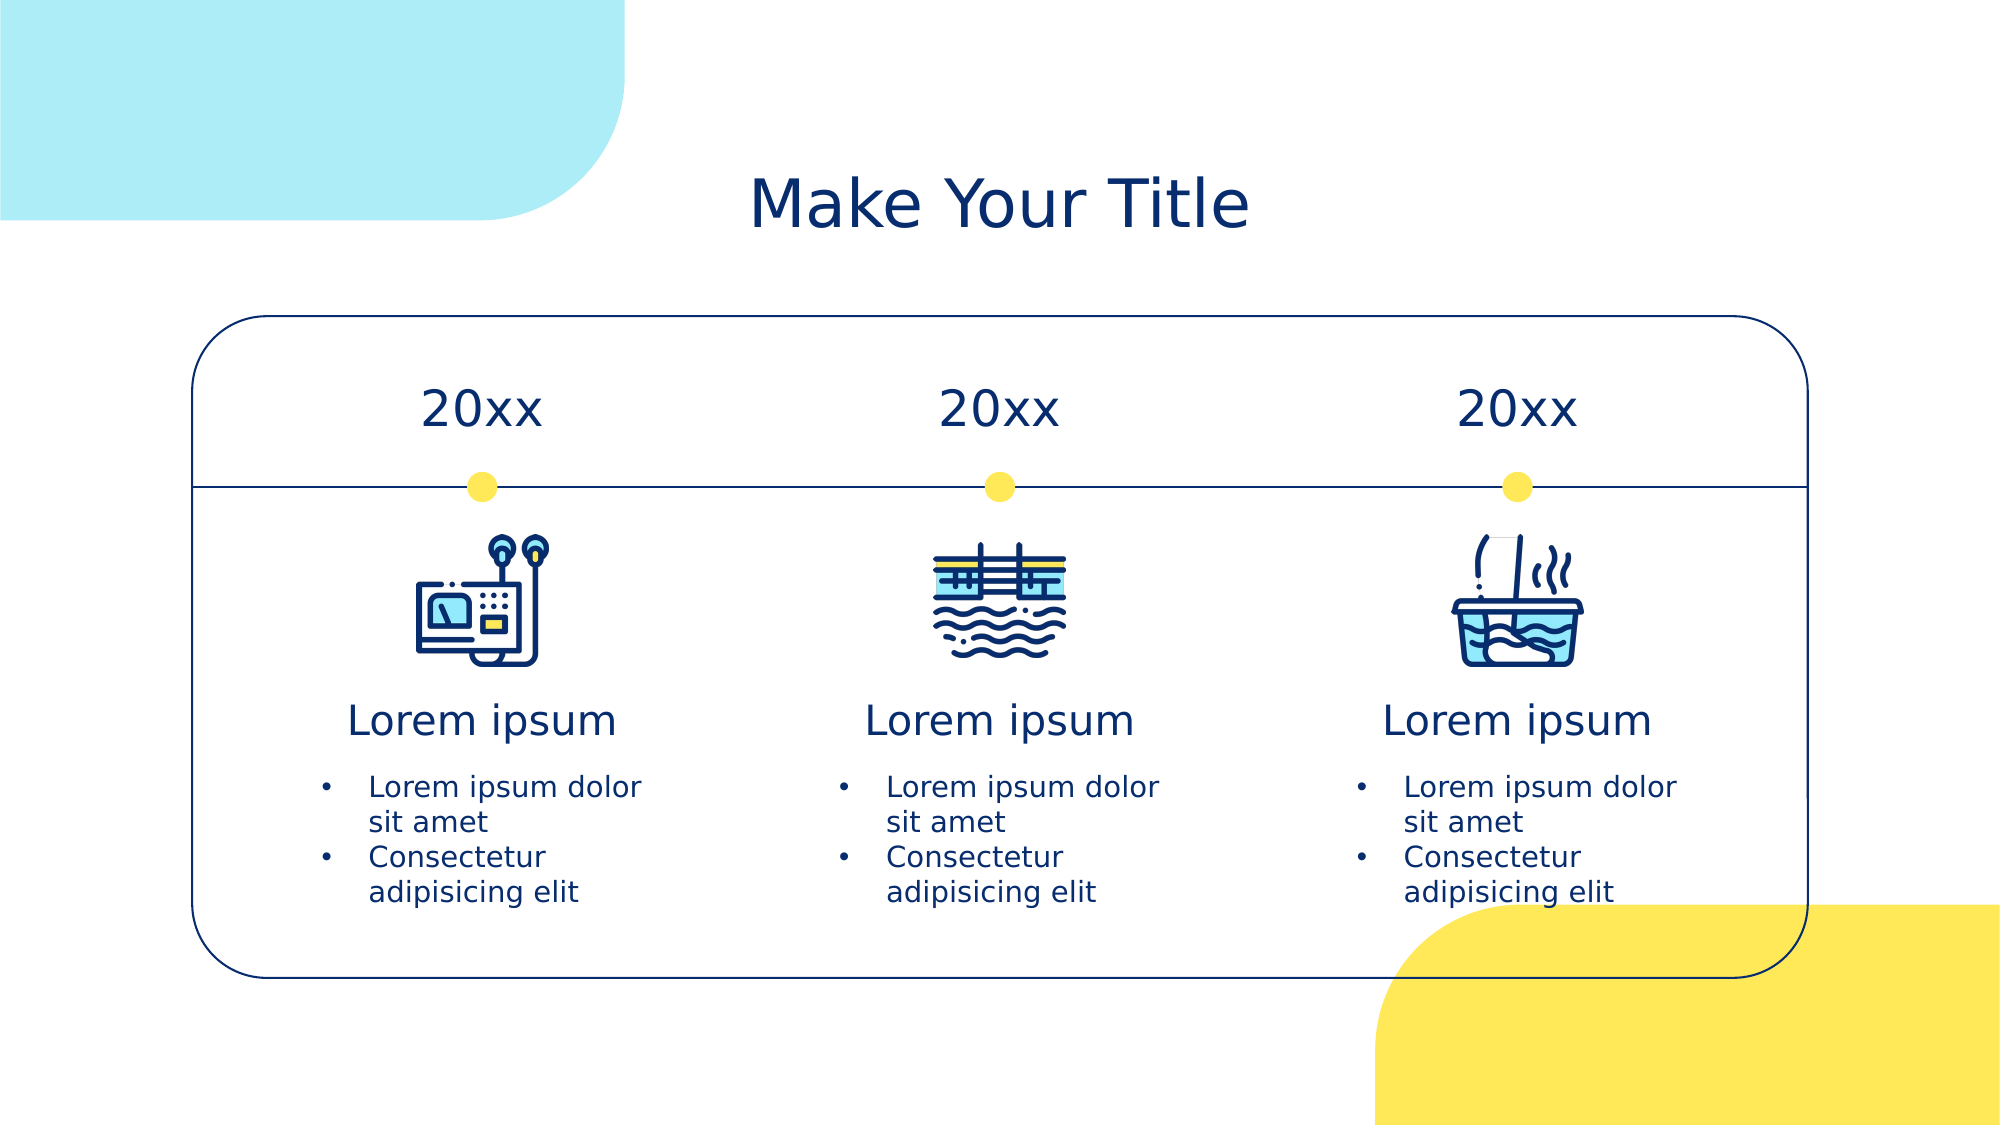 Make Your Title
20xx
20xx
20xx
Lorem ipsum
• Lorem ipsum dolor
sit amet
• Consectetur
adipisicing elit
Lorem ipsum
• Lorem ipsum dolor
sit amet
• Consectetur
adipisicing elit
Lorem ipsum
• Lorem ipsum dolor
sit amet
• Consectetur
adipisicing elit